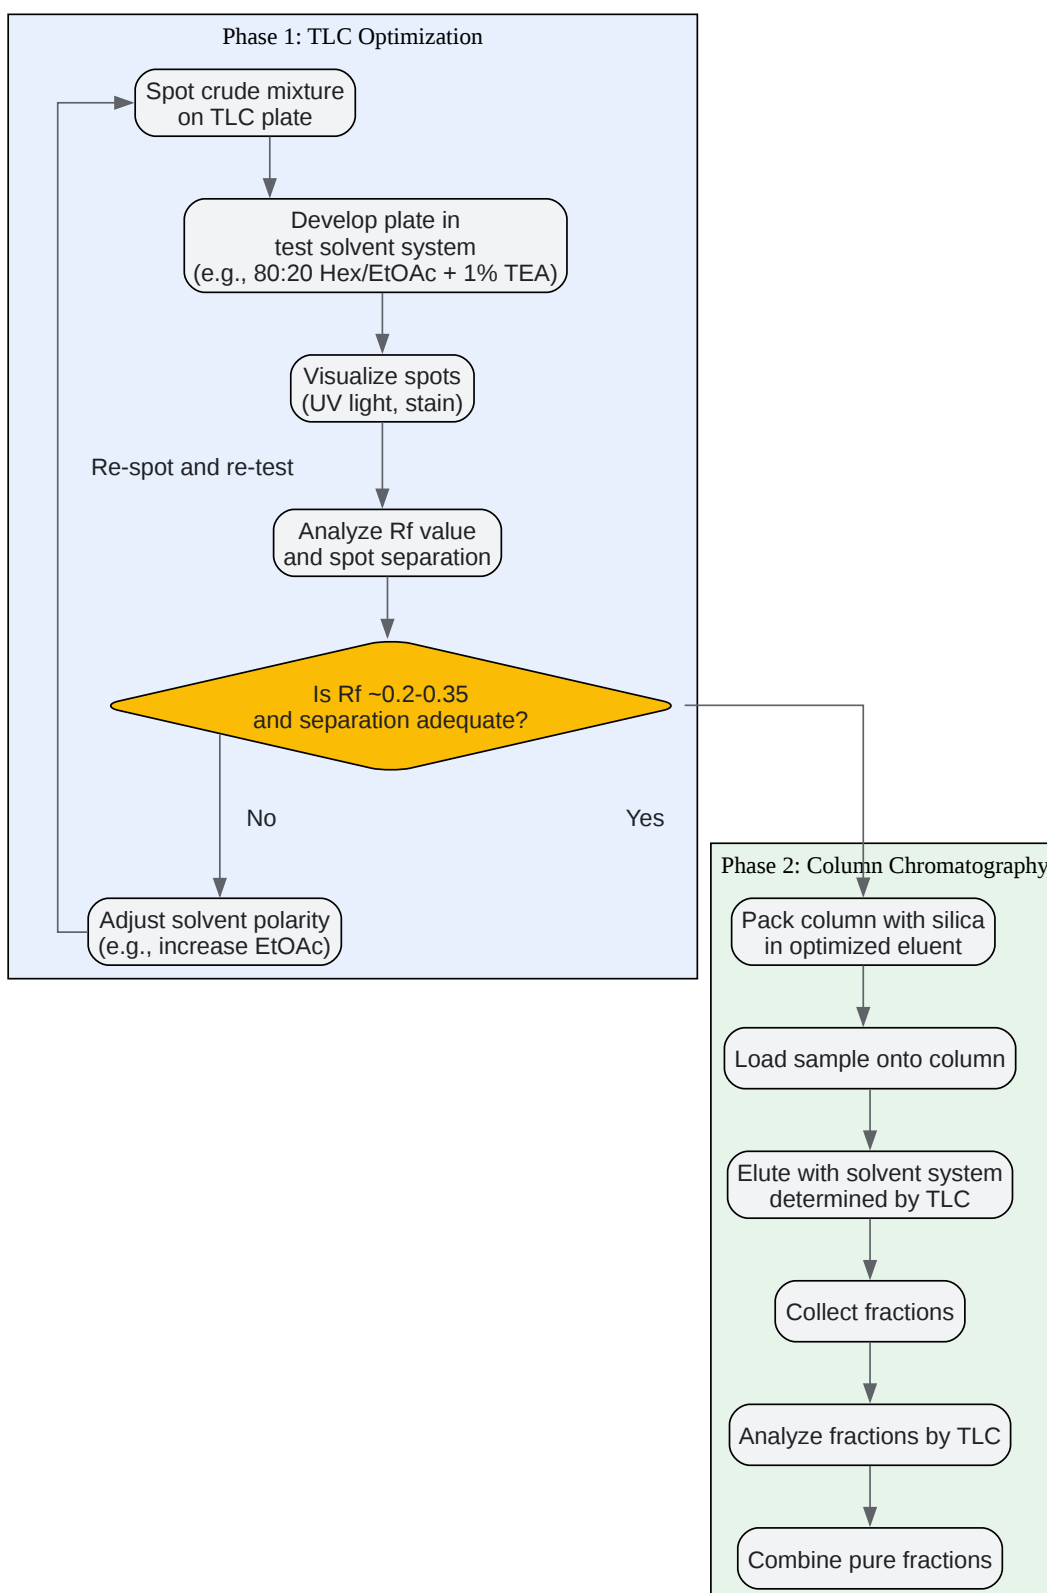 Phase 1: TLC Optimization
Spot crude mixture
on TLC plate
Develop plate in
test solvent system
(e.g., 80:20 Hex/EtOAc + 1% TEA)
Visualize spots
(UV light, stain)
Re-spot and re-test
Analyze Rf value
and spot separation
Is Rf ~0.2-0.35
and separation adequate?
No
Yes
Adjust solvent polarity
(e.g., increase EtOAc)
Phase 2: Column Chromatography
Pack column with silica
in optimized eluent
Load sample onto column
Elute with solvent system
determined by TLC
Collect fractions
Analyze fractions by TLC
Combine pure fractions